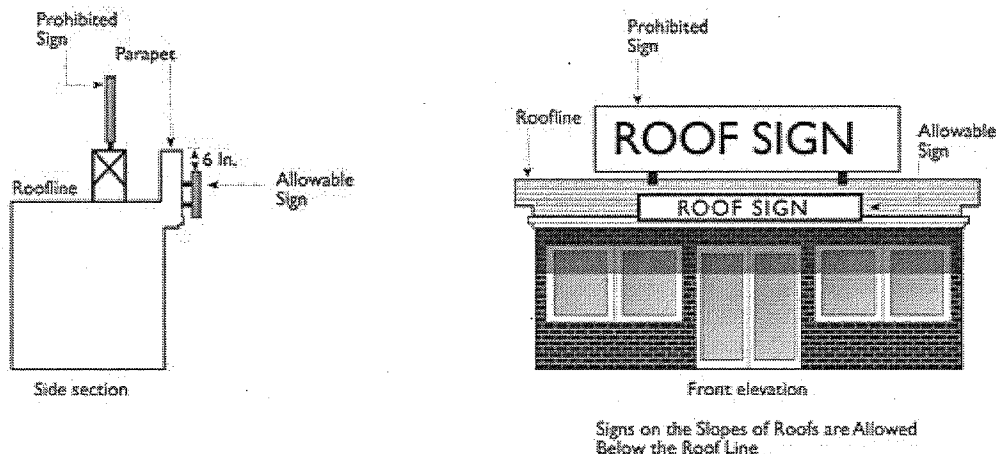 Prohibited
Sign
Parapet
6 In.
Roofline
Allowable
Sign
Side section
Prohibited
Sign
Roofline
ROOF SIGN
Allowable
Sign
ROOF SIGN
Front elevation
Signs on the Slopes of Roofs are Allowed
Below the Roof Line